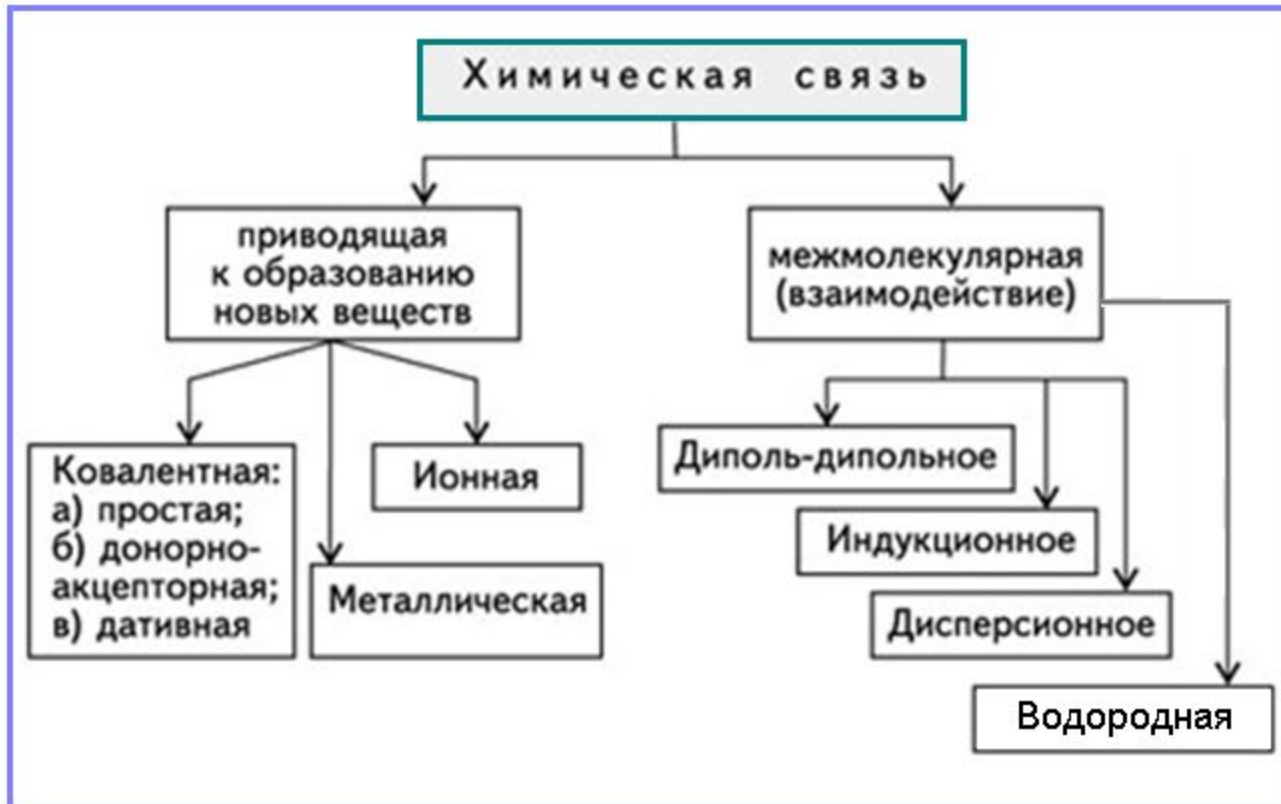 Химическая связь
приводящая
к образованию
новых веществ
межмолекулярная
(взаимодействие)
Ковалентная:
а) простая;
б) донорно-
акцепторная;
в) дативная
Ионная
Металлическая
Диполь-дипольное
Индукционное
Дисперсионное
Водородная